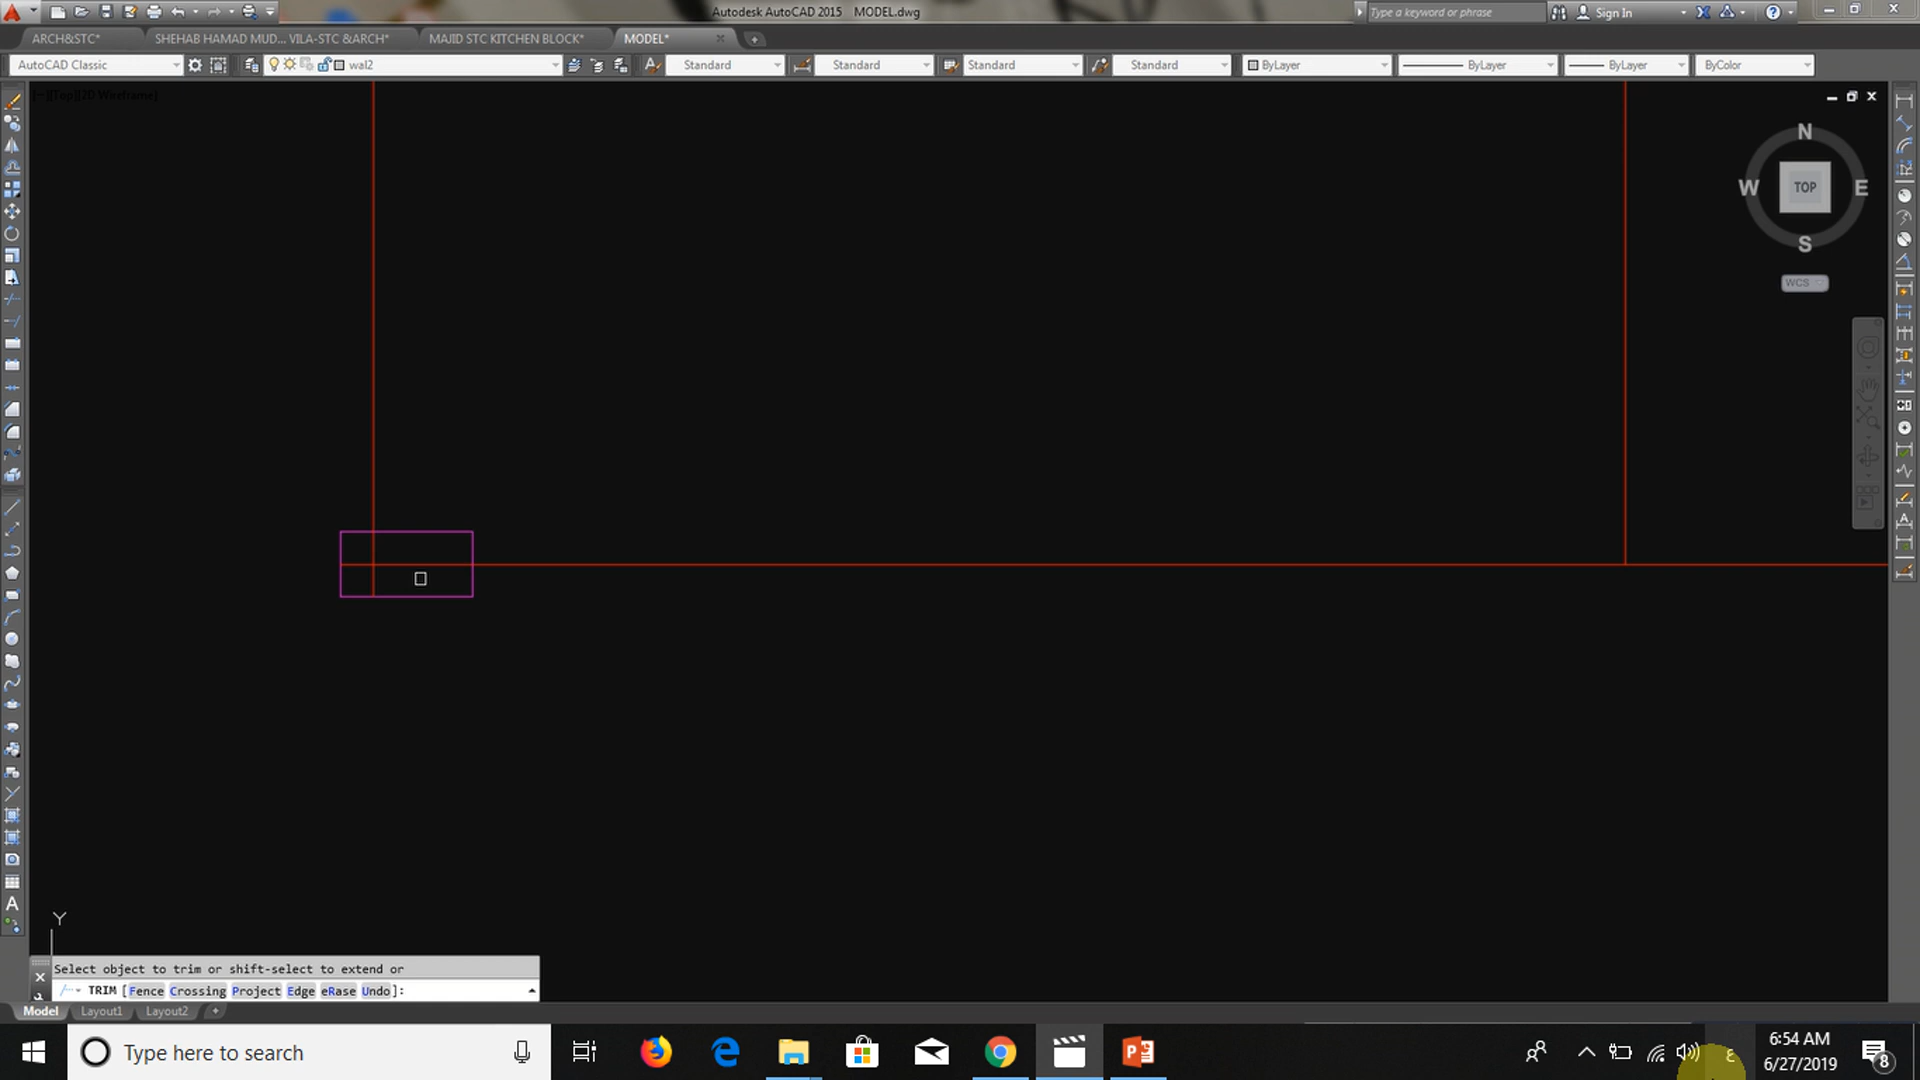 Autodesk AutoCAD 2015 MODEL.dwg
Type a keyword or phrase
Sign In
ARCH&STC*
SHEHAB HAMAD MUD... VILA-STC &ARCH*
MAJID STC KITCHEN BLOCK*
MODEL*
AutoCAD Classic
wal2
Standard
Standard
Standard
Standard
ByLayer
ByLayer
ByLayer
ByColor
[−][Top][2D Wireframe]
N
W
TOP
E
S
WCS
Y
Select object to trim or shift-select to extend or
TRIM [Fence Crossing Project Edge eRase Undo]:
Model
Layout1
Layout2
Type here to search
ع
6:54 AM
6/27/2019
8